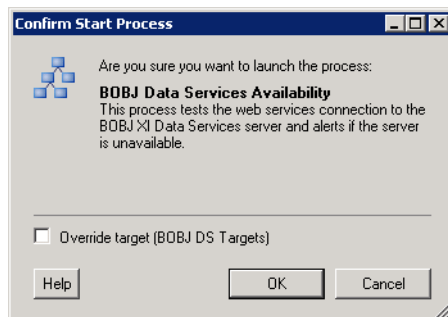 Confirm Start Process
Are you sure you want to launch the process:
BOBJ Data Services Availability
This process tests the web services connection to the
BOBJ XI Data Services server and alerts if the server
is unavailable.
Override target (BOBJ DS Targets)
Help
OK
Cancel